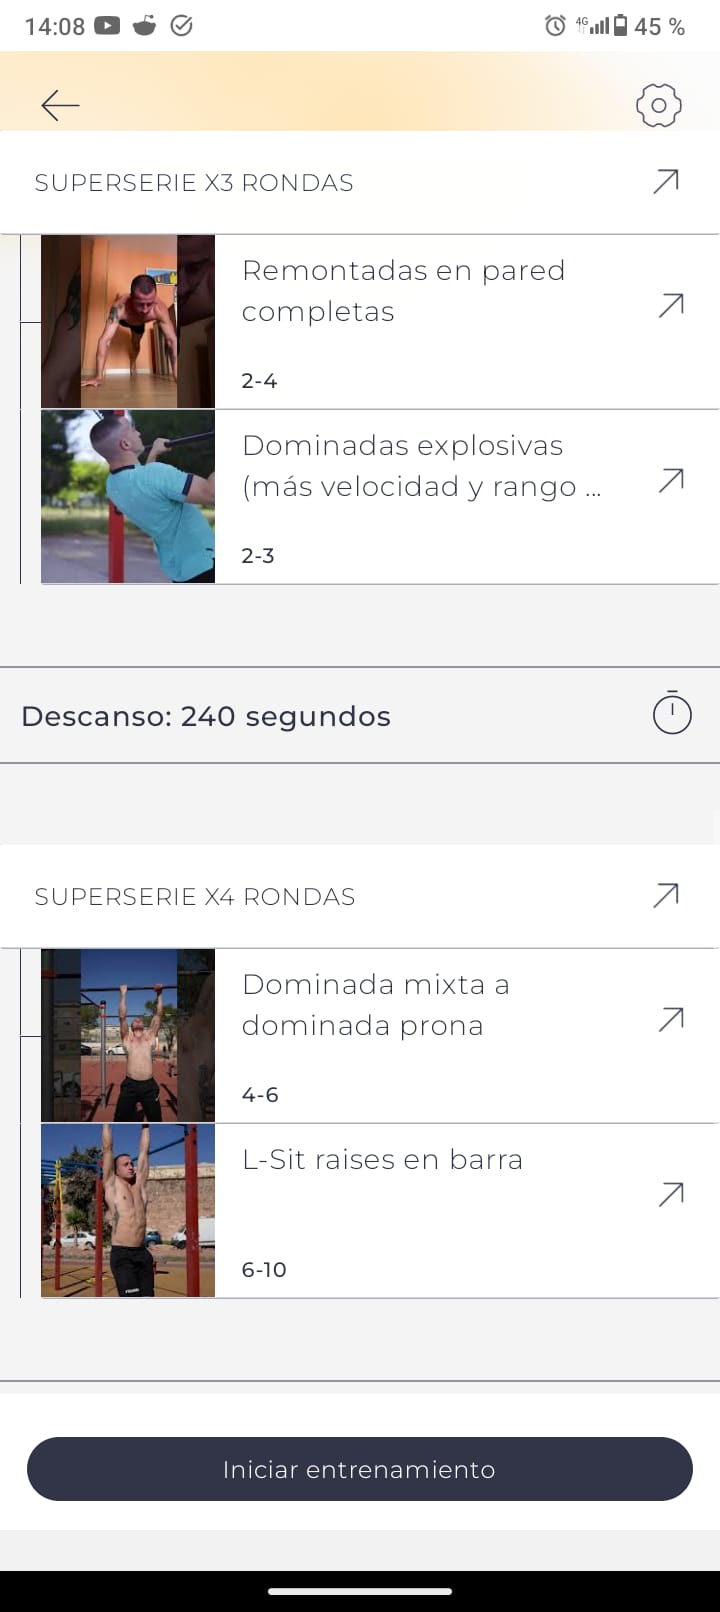 14:08
4G
45 %
SUPERSERIE X3 RONDAS
Remontadas en pared
completas
2-4
Dominadas explosivas
(más velocidad y rango ...
2-3
Descanso: 240 segundos
SUPERSERIE X4 RONDAS
Dominada mixta a
dominada prona
4-6
L-Sit raises en barra
6-10
Iniciar entrenamiento